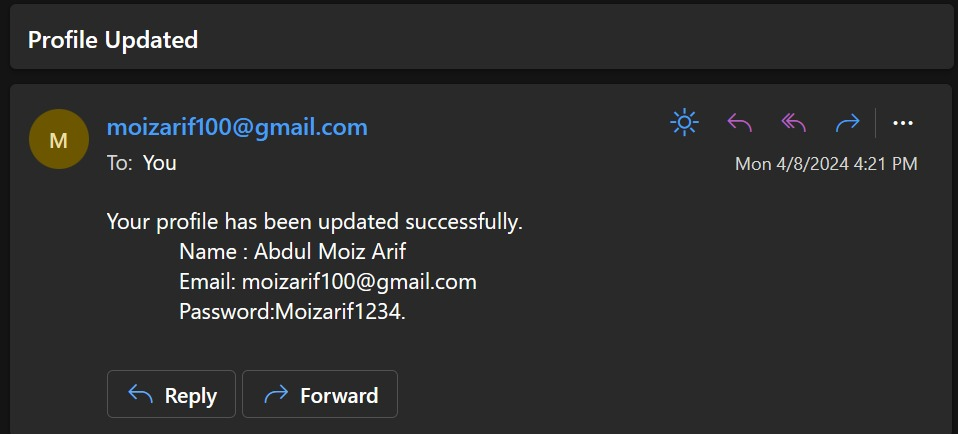 Profile Updated
M
moizarif100@gmail.com
To: You
Mon 4/8/2024 4:21 PM
Your profile has been updated successfully.
Name : Abdul Moiz Arif
Email: moizarif100@gmail.com
Password:Moizarif1234.
Reply
Forward